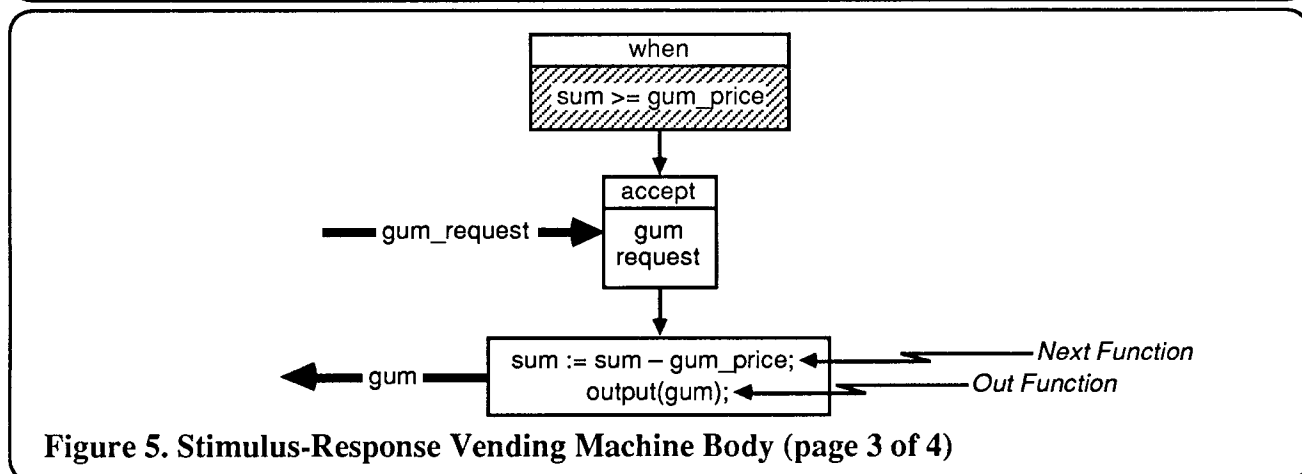 when
sum >= gum_price
accept
gum_request
gum
request
sum := sum – gum_price;
Next Function
gum
output(gum);
Out Function
Figure 5. Stimulus-Response Vending Machine Body (page 3 of 4)